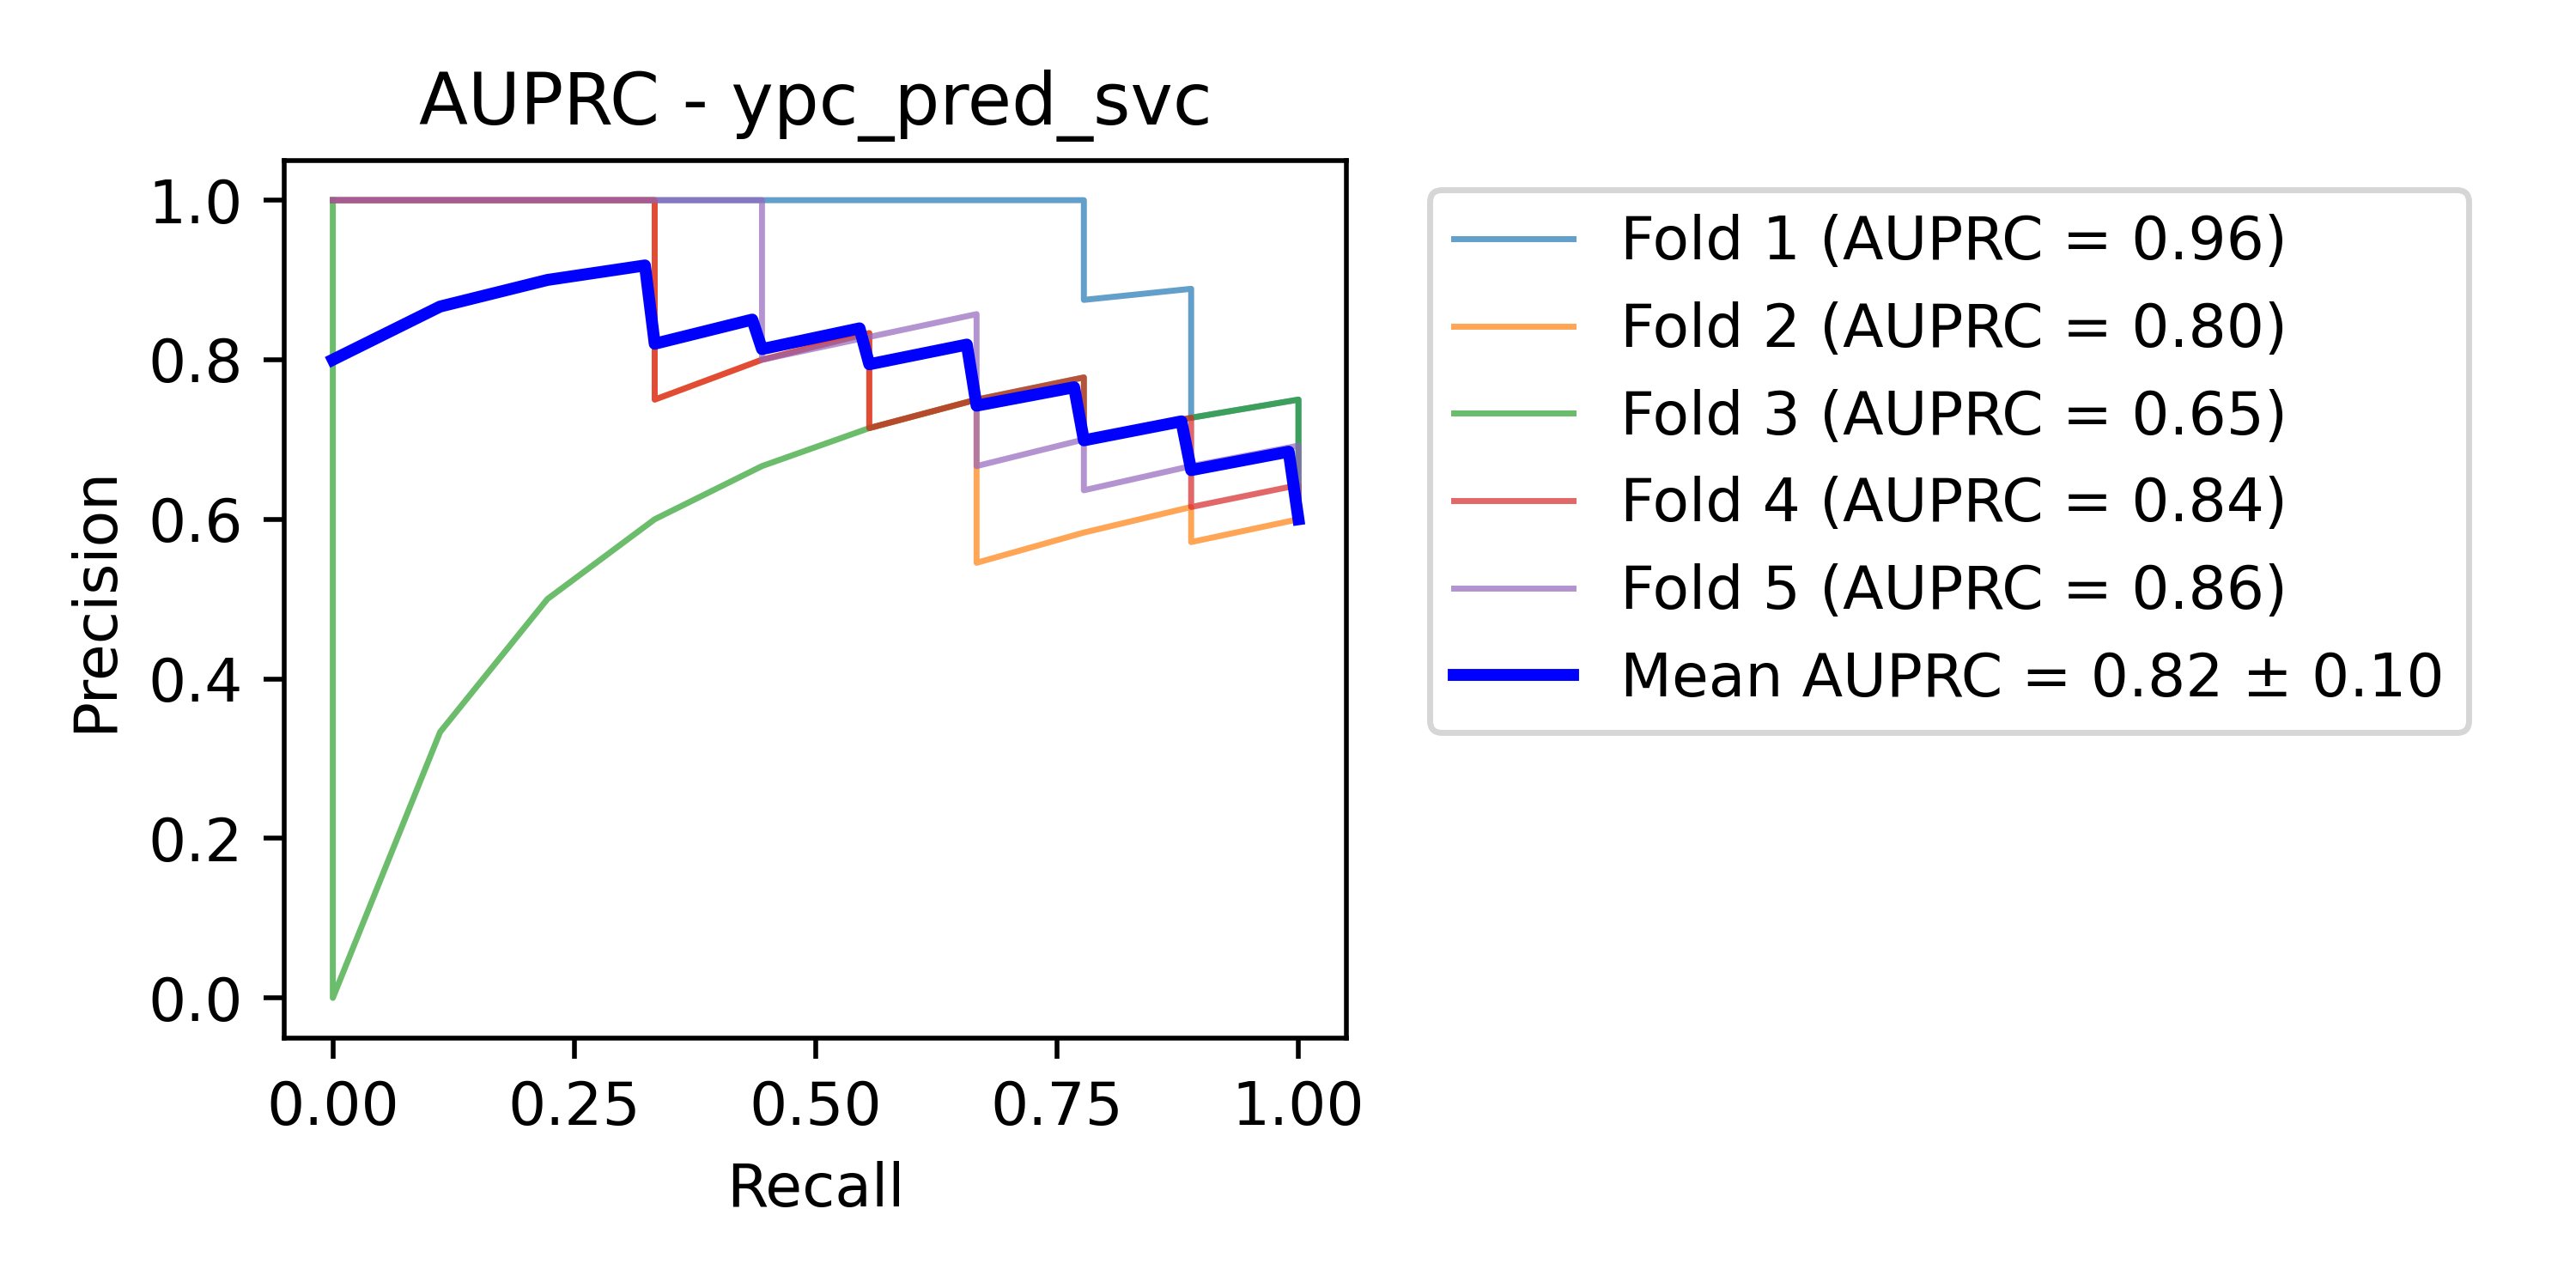 AUPRC - ypc_pred_svc
1.0
0.8
0.6
0.4
0.2
0.0
Precision
0.00 0.25 0.50 0.75 1.00
Recall
Fold 1 (AUPRC = 0.96)
Fold 2 (AUPRC = 0.80)
Fold 3 (AUPRC = 0.65)
Fold 4 (AUPRC = 0.84)
Fold 5 (AUPRC = 0.86)
Mean AUPRC = 0.82 ± 0.10